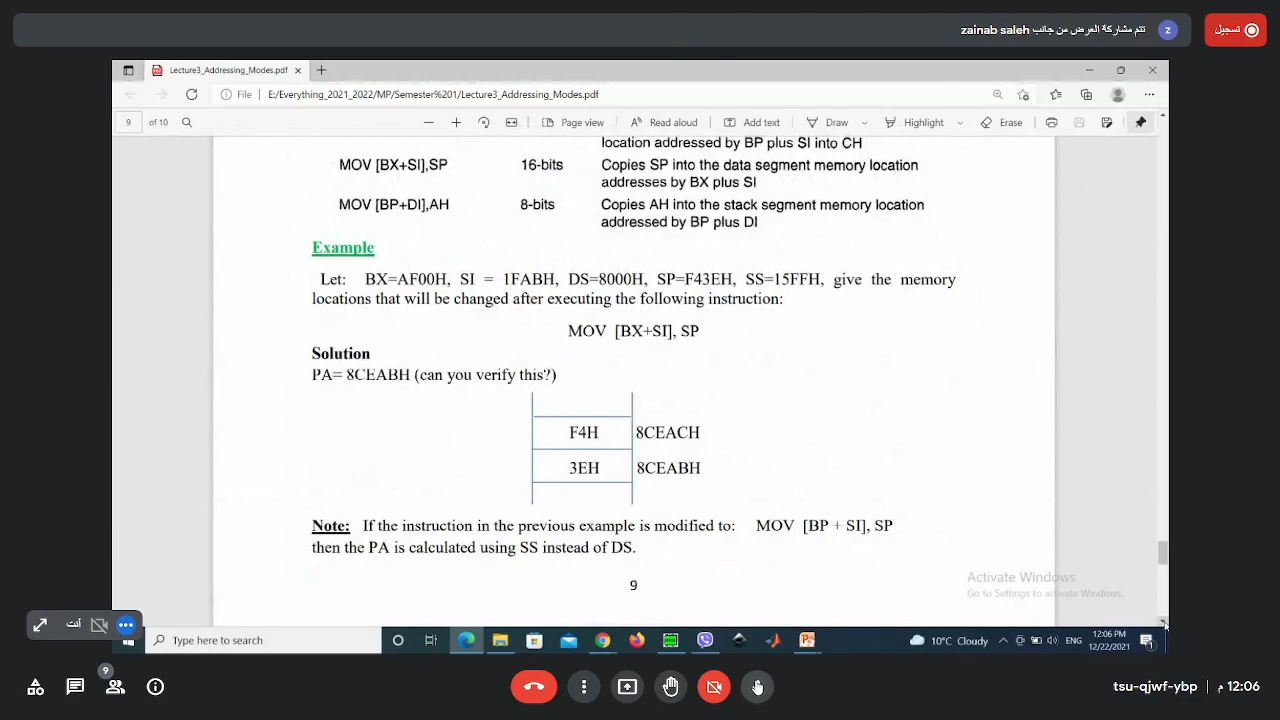 تتم مشاركة العرض من جانب zainab saleh
z
تسجيل
Lecture3_Addressing_Modes.pdf
File E:/Everything_2021_2022/MP/Semester%201/Lecture3_Addressing_Modes.pdf
9 of 10 Page view Read aloud Add text Draw Highlight Erase
location addressed by BP plus SI into CH
MOV [BX+SI],SP 16-bits Copies SP into the data segment memory location
addresses by BX plus SI
MOV [BP+DI],AH 8-bits Copies AH into the stack segment memory location
addressed by BP plus DI
Example
Let: BX=AF00H, SI = 1FABH, DS=8000H, SP=F43EH, SS=15FFH, give the memory
locations that will be changed after executing the following instruction:
MOV [BX+SI], SP
Solution
PA= 8CEABH (can you verify this?)
F4H 8CEACH
3EH 8CEABH
Note: If the instruction in the previous example is modified to: MOV [BP + SI], SP
then the PA is calculated using SS instead of DS.
9
Activate Windows
Go to Settings to activate Windows.
أنت
Type here to search
10°C Cloudy ENG 12:06 PM
12/22/2021
1
9
tsu-qjwf-ybp 12:06 م